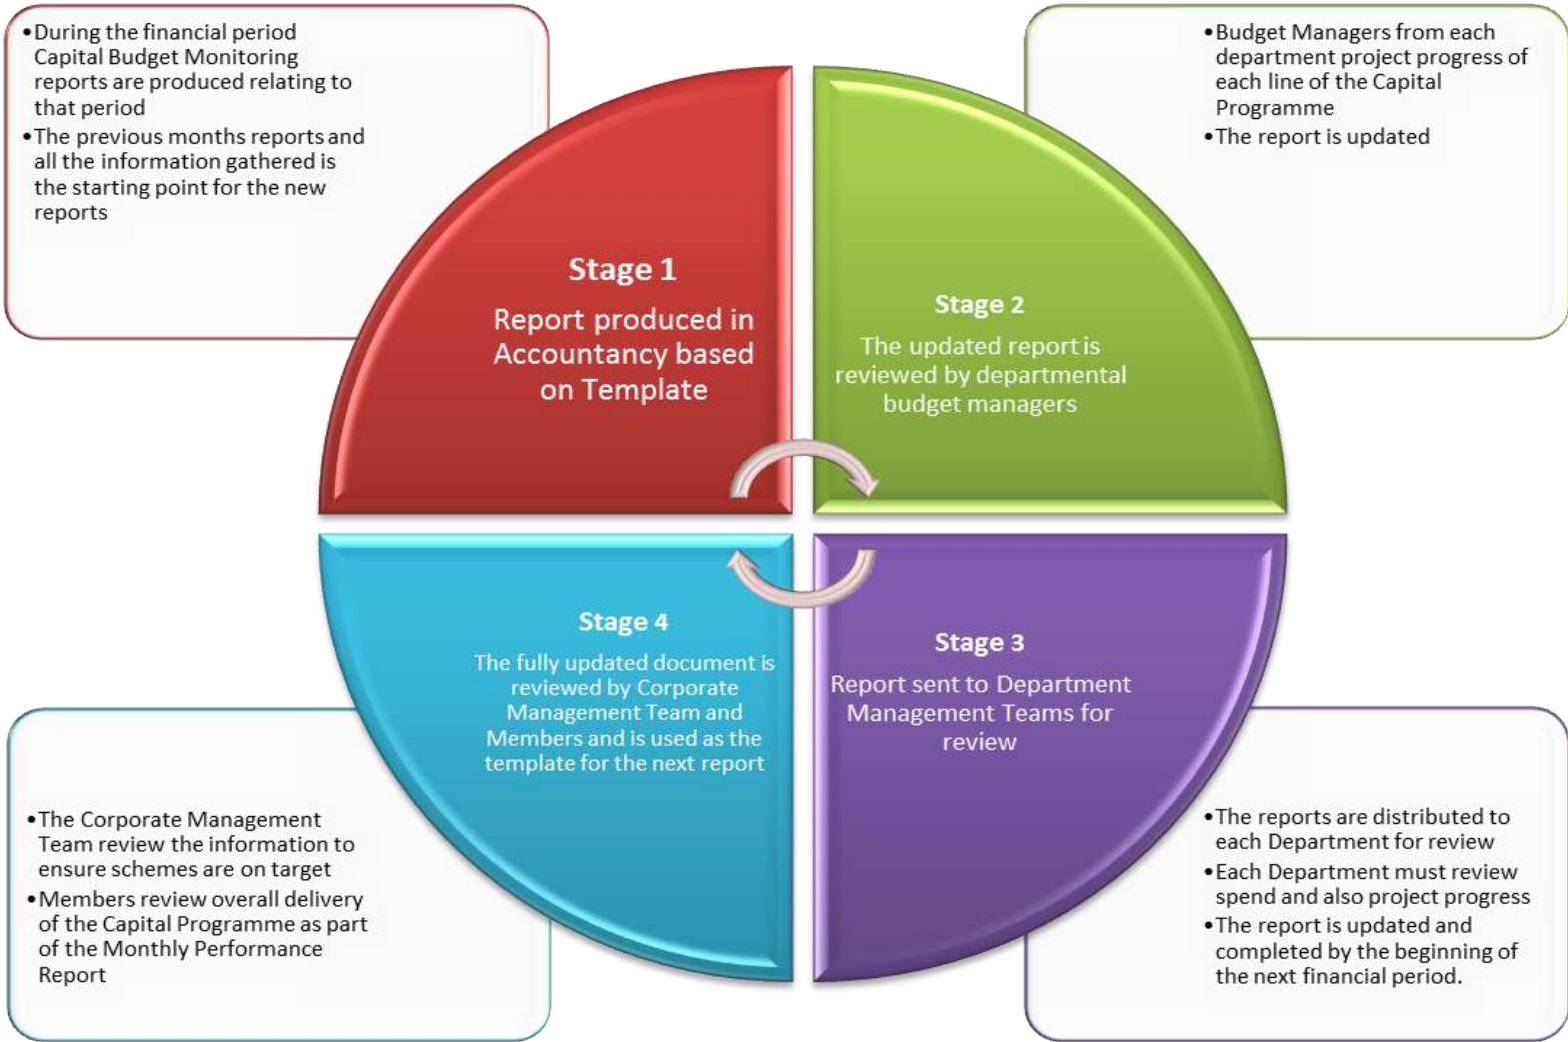 •During the financial period
Capital Budget Monitoring
reports are produced relating to
that period
•The previous months reports and
all the information gathered is
the starting point for the new
reports
•Budget Managers from each
department project progress of
each line of the Capital
Programme
•The report is updated
Stage 1
Report produced in
Accountancy based
on Template
Stage 2
The updated report is
reviewed by departmental
budget managers
Stage 4
The fully updated document is
reviewed by Corporate
Management Team and
Members and is used as the
template for the next report
Stage 3
Report sent to Department
Management Teams for
review
•The Corporate Management
Team review the information to
ensure schemes are on target
•Members review overall delivery
of the Capital Programme as part
of the Monthly Performance
Report
•The reports are distributed to
each Department for review
•Each Department must review
spend and also project progress
•The report is updated and
completed by the beginning of
the next financial period.